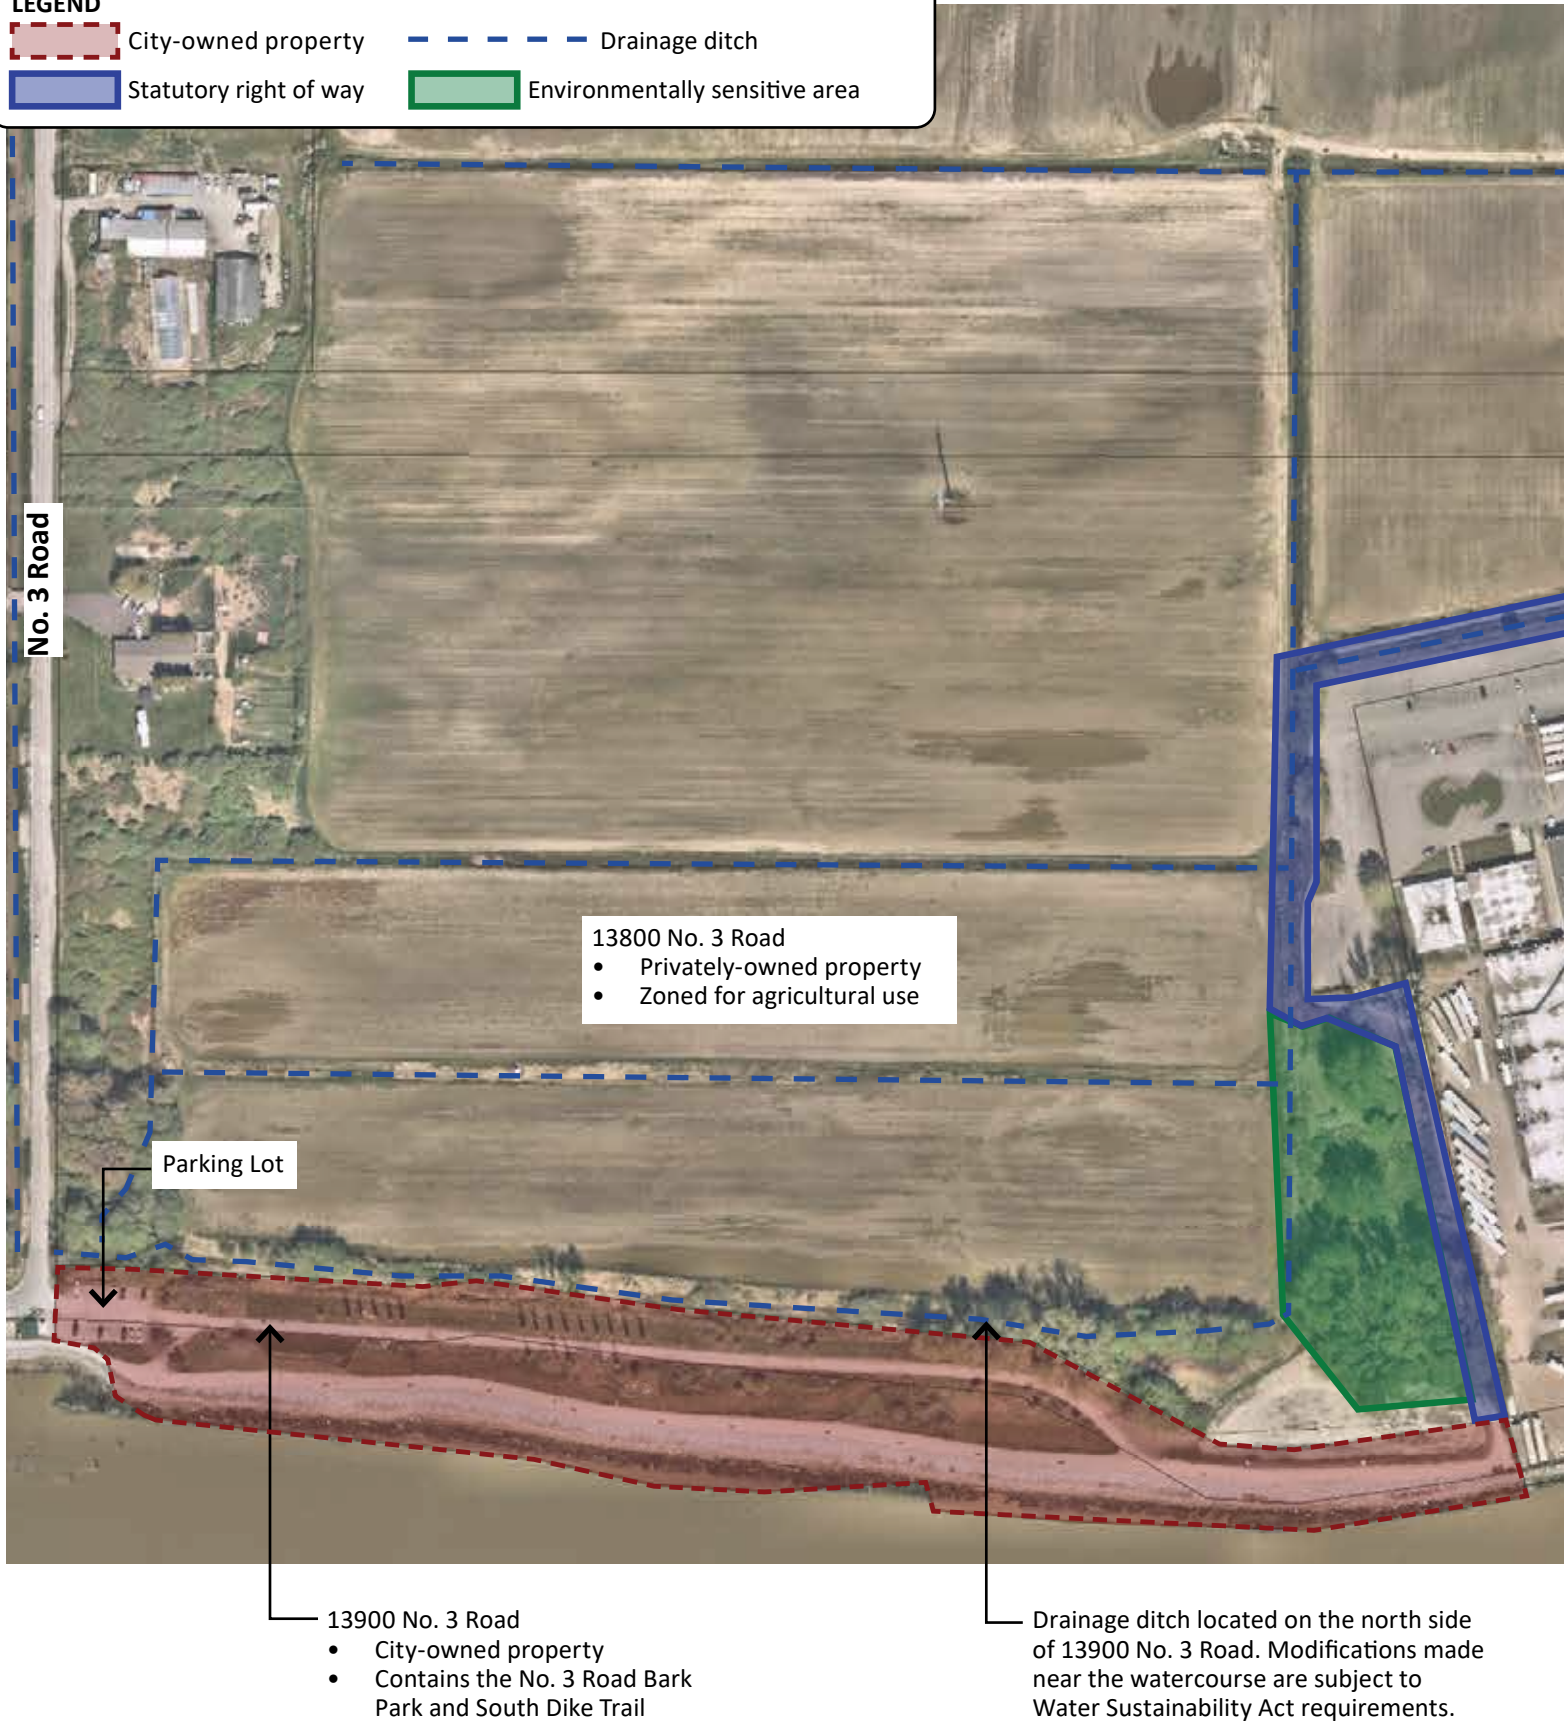 LEGEND
City-owned property
Drainage ditch
Statutory right of way
Environmentally sensitive area
No. 3 Road
13800 No. 3 Road
• Privately-owned property
• Zoned for agricultural use
Parking Lot
13900 No. 3 Road
• City-owned property
• Contains the No. 3 Road Bark
Park and South Dike Trail
Drainage ditch located on the north side
of 13900 No. 3 Road. Modifications made
near the watercourse are subject to
Water Sustainability Act requirements.